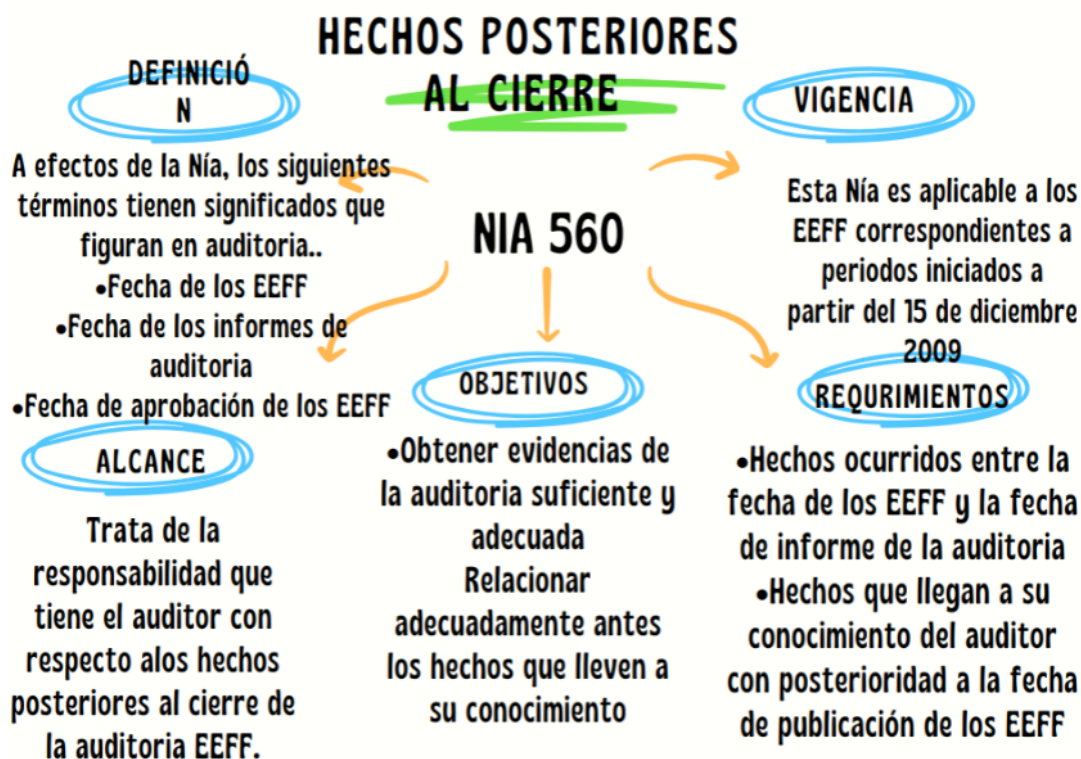 HECHOS POSTERIORES
AL CIERRE
NIA 560
DEFINICIÓ
N
A efectos de la Nía, los siguientes
términos tienen significados que
figuran en auditoria..
•Fecha de los EEFF
•Fecha de los informes de
auditoria
•Fecha de aprobación de los EEFF
VIGENCIA
Esta Nía es aplicable a los
EEFF correspondientes a
periodos iniciados a
partir del 15 de diciembre
2009
ALCANCE
Trata de la
responsabilidad que
tiene el auditor con
respecto alos hechos
posteriores al cierre de
la auditoria EEFF.
OBJETIVOS
•Obtener evidencias de
la auditoria suficiente y
adecuada
Relacionar
adecuadamente antes
los hechos que lleven a
su conocimiento
REQURIMIENTOS
•Hechos ocurridos entre la
fecha de los EEFF y la fecha
de informe de la auditoria
•Hechos que llegan a su
conocimiento del auditor
con posterioridad a la fecha
de publicación de los EEFF